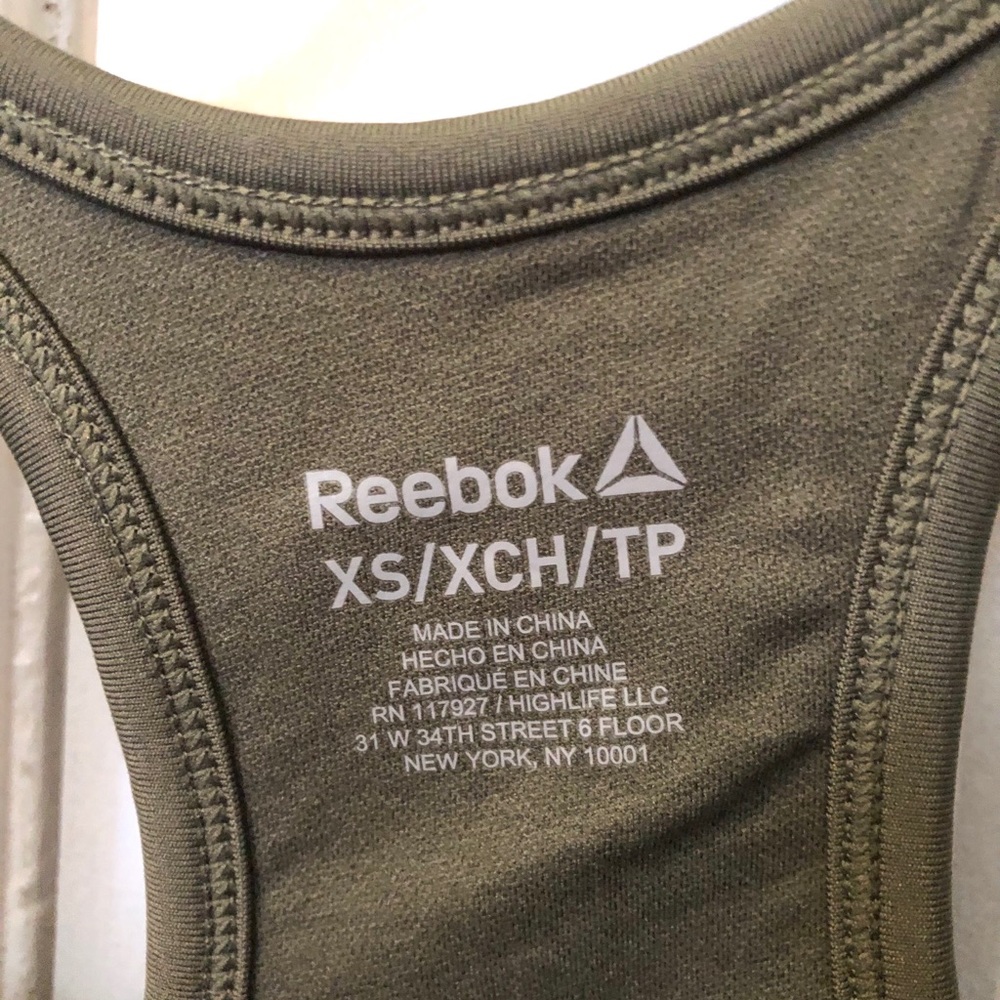 Reebok
XS/XCH/TP
MADE IN CHINA
HECHO EN CHINA
FABRIQUÉ EN CHINE
RN 117927 / HIGHLIFE LLC
31 W 34TH STREET 6 FLOOR
NEW YORK, NY 10001